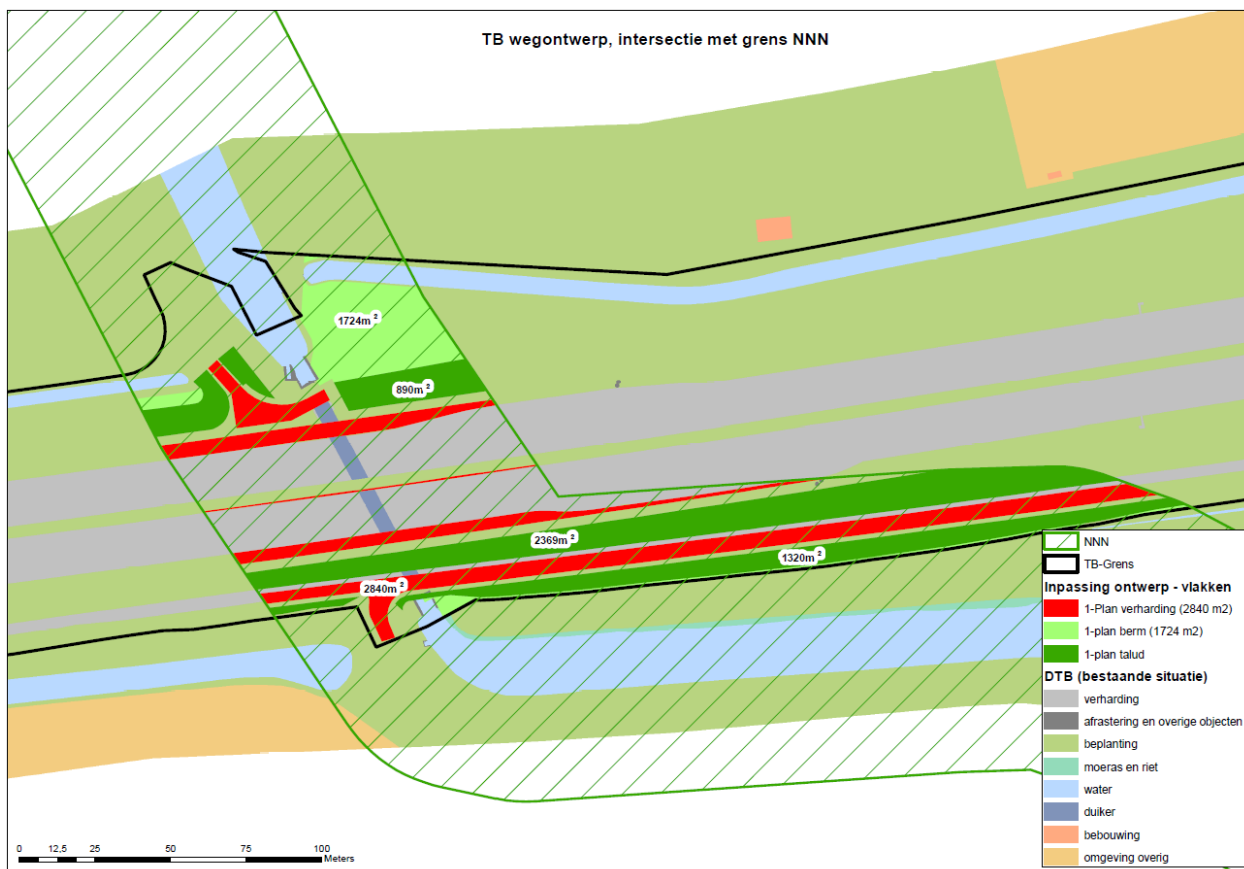 TB wegontwerp, intersectie met grens NNN
1724m²
890m²
2369m²
1320m²
2840m²
NNN
TB-Grens
Inpassing ontwerp - vlakken
1-Plan verharding (2840 m2)
1-plan berm (1724 m2)
1-plan talud
DTB (bestaande situatie)
verharding
afrastering en overige objecten
beplanting
moeras en riet
water
duiker
bebouwing
omgeving overig
0 12,5 25 50 75 100
Meters